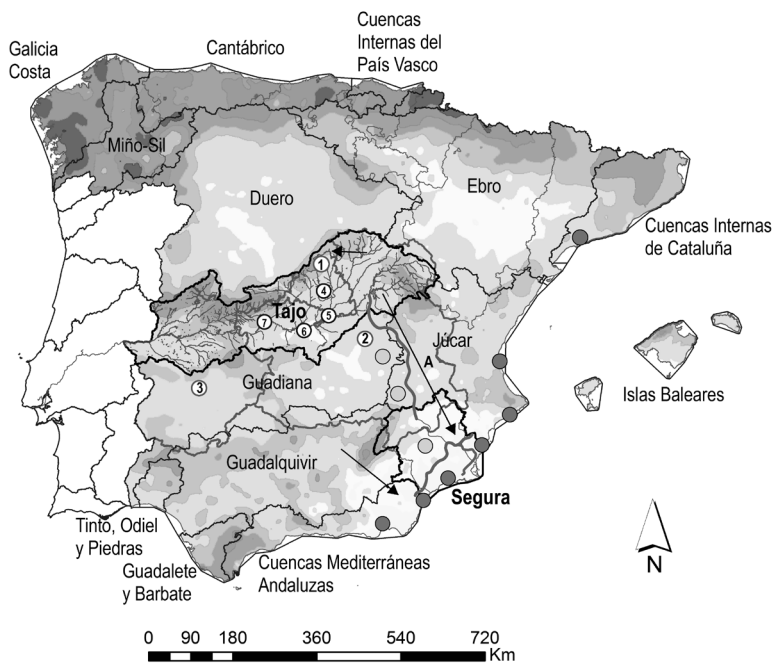 Cuencas
Internas del
País Vasco
Cantábrico
Galicia
Costa
Miño-Sil
Duero
Ebro
Cuencas Internas
de Cataluña
1
4
Tajo
5
7
6
2
Júcar
A
3
Guadiana
Islas Baleares
Guadalquivir
Segura
Tinto, Odiel
y Piedras
Guadalete
y Barbate
Cuencas Mediterráneas
Andaluzas
N
0 90 180 360 540 720
Km